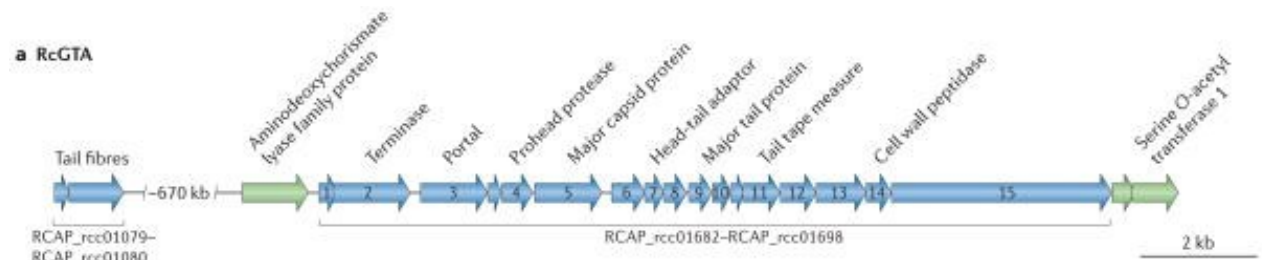 a RcGTA
Tail fibres
Aminodeoxychorismate
lyase family protein
Terminase
Portal
Prohead protease
Major capsid protein
Head–tail adaptor
Major tail protein
Tail tape measure
Cell wall peptidase
Serine O-acetyl
transferase 1
~670 kb
1 2 3 4 5 6 7 8 9 10 11 12 13 14 15
RCAP_rcc01079–
RCAP_rcc01080
RCAP_rcc01682–RCAP_rcc01698
2 kb